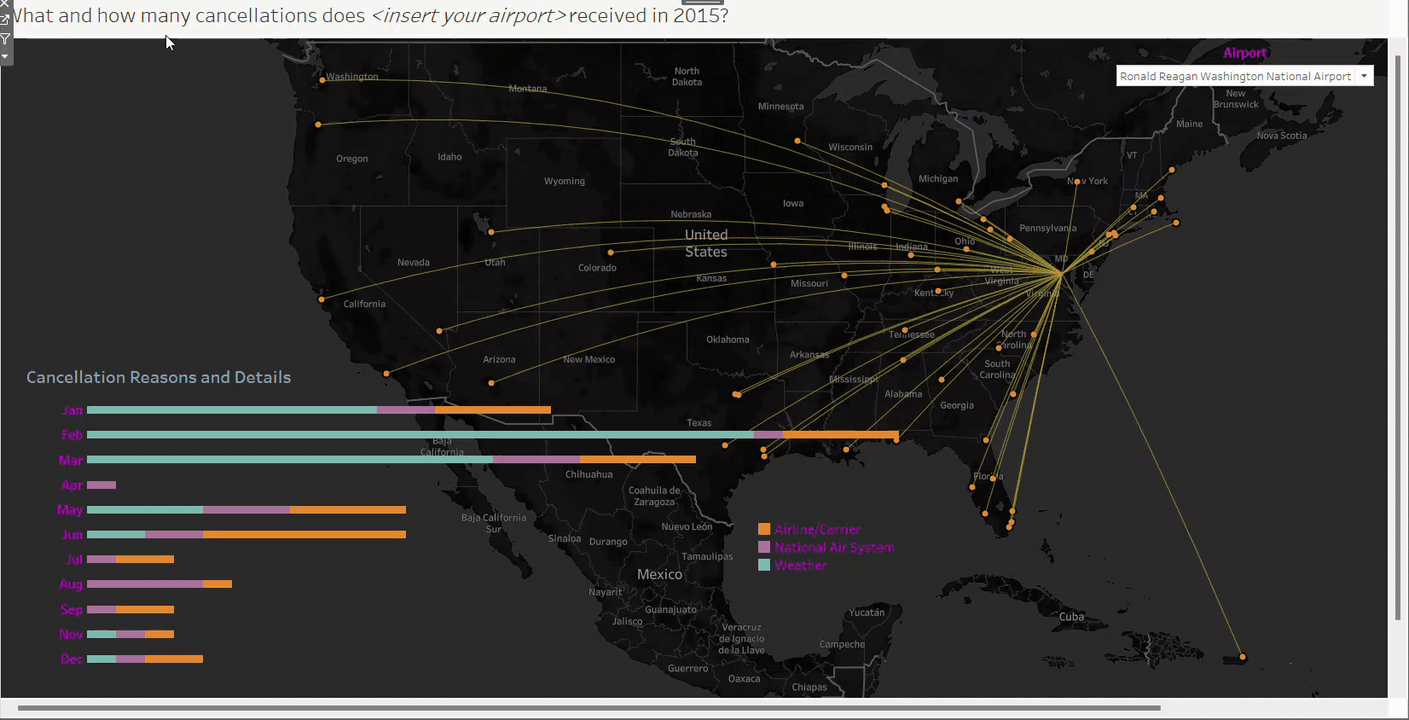 What and how many cancellations does <insert your airport> received in 2015?
Airport
Ronald Reagan Washington National Airport
Washington
Montana
North
Dakota
Minnesota
New
Brunswick
Maine
Nova Scotia
Oregon
Idaho
South
Dakota
Wisconsin
VT
Wyoming
Michigan
New York
MA
Iowa
Nebraska
United
States
Pennsylvania
Illinois
Indiana
Ohio
NJ
Nevada
Utah
Colorado
Kansas
Missouri
West
Virginia
MD
DE
California
Kentucky
Virginia
Oklahoma
Tennessee
North
Carolina
Arizona
New Mexico
Arkansas
South
Carolina
Mississippi
Alabama
Georgia
Texas
Florida
Cancellation Reasons and Details
Jan
Feb
Mar
Apr
May
Jun
Jul
Aug
Sep
Nov
Dec
Baja
California
Chihuahua
Coahuila de
Zaragoza
Baja California
Sur
Nuevo León
Sinaloa
Durango
Tamaulipas
Airline/Carrier
National Air System
Weather
Mexico
Nayarit
Guanajuato
Jalisco
Yucatán
Cuba
Veracruz
de Ignacio
de la Llave
Campeche
Guerrero
Oaxaca
Chiapas